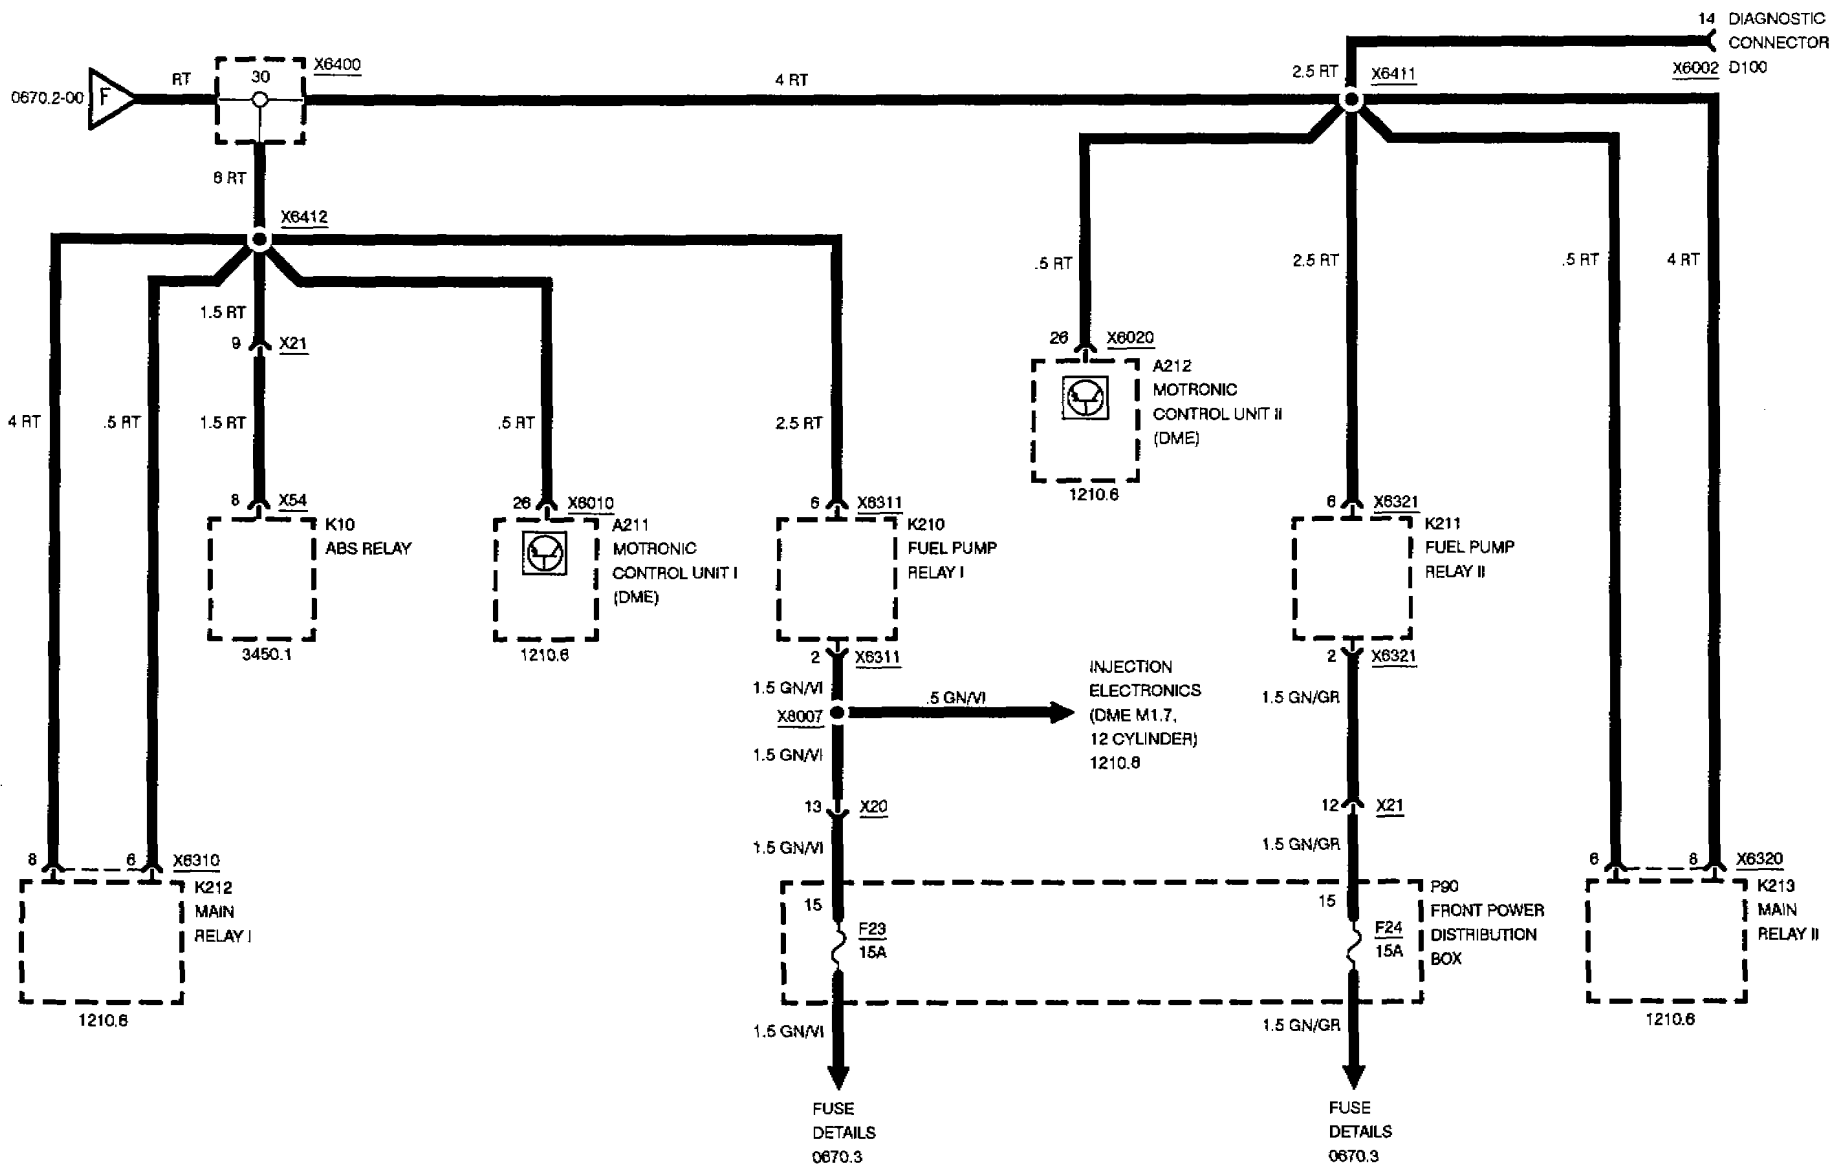 14 DIAGNOSTIC
CONNECTOR
X6002 D100
0670.2-00
F
RT
30
X6400
4 RT
2.5 RT
X6411
6 RT
X6412
1.5 RT
9 X21
4 RT
.5 RT
1.5 RT
.5 RT
2.5 RT
.5 RT
2.5 RT
.5 RT
4 RT
26 X6020
A212
MOTRONIC
CONTROL UNIT II
(DME)
1210.6
8 X54
K10
ABS RELAY
3450.1
26 X6010
A211
MOTRONIC
CONTROL UNIT I
(DME)
1210.6
6 X6311
K210
FUEL PUMP
RELAY I
2 X6311
6 X6321
K211
FUEL PUMP
RELAY II
2 X6321
1.5 GN/VI
X8007
.5 GN/VI
INJECTION
ELECTRONICS
(DME M1.7,
12 CYLINDER)
1210.8
1.5 GN/VI
13 X20
1.5 GN/VI
1.5 GN/GR
12 X21
1.5 GN/GR
8 6 X6310
K212
MAIN
RELAY I
1210.6
15
F23
15A
15
F24
15A
P90
FRONT POWER
DISTRIBUTION
BOX
6 8 X6320
K213
MAIN
RELAY II
1210.6
1.5 GN/VI
1.5 GN/GR
FUSE
DETAILS
0670.3
FUSE
DETAILS
0670.3